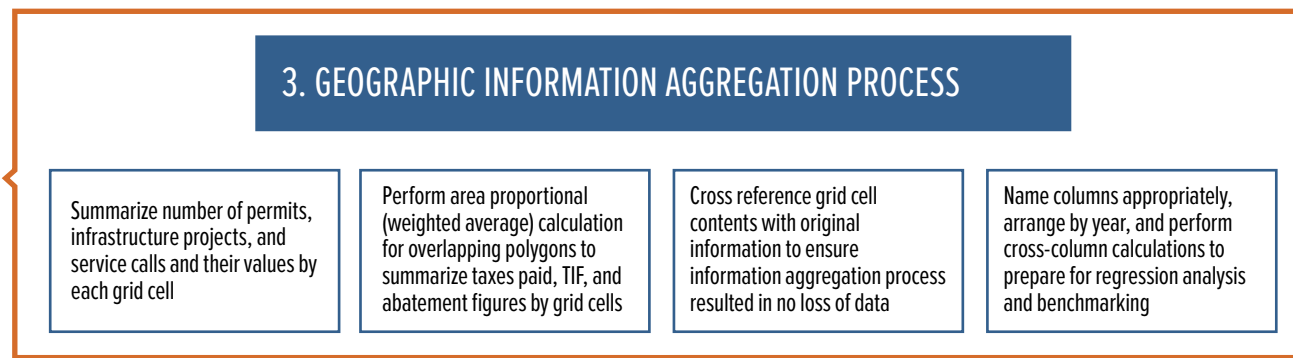 3. GEOGRAPHIC INFORMATION AGGREGATION PROCESS
Summarize number of permits,
infrastructure projects, and
service calls and their values by
each grid cell
Perform area proportional
(weighted average) calculation
for overlapping polygons to
summarize taxes paid, TIF, and
abatement figures by grid cells
Cross reference grid cell
contents with original
information to ensure
information aggregation process
resulted in no loss of data
Name columns appropriately,
arrange by year, and perform
cross-column calculations to
prepare for regression analysis
and benchmarking